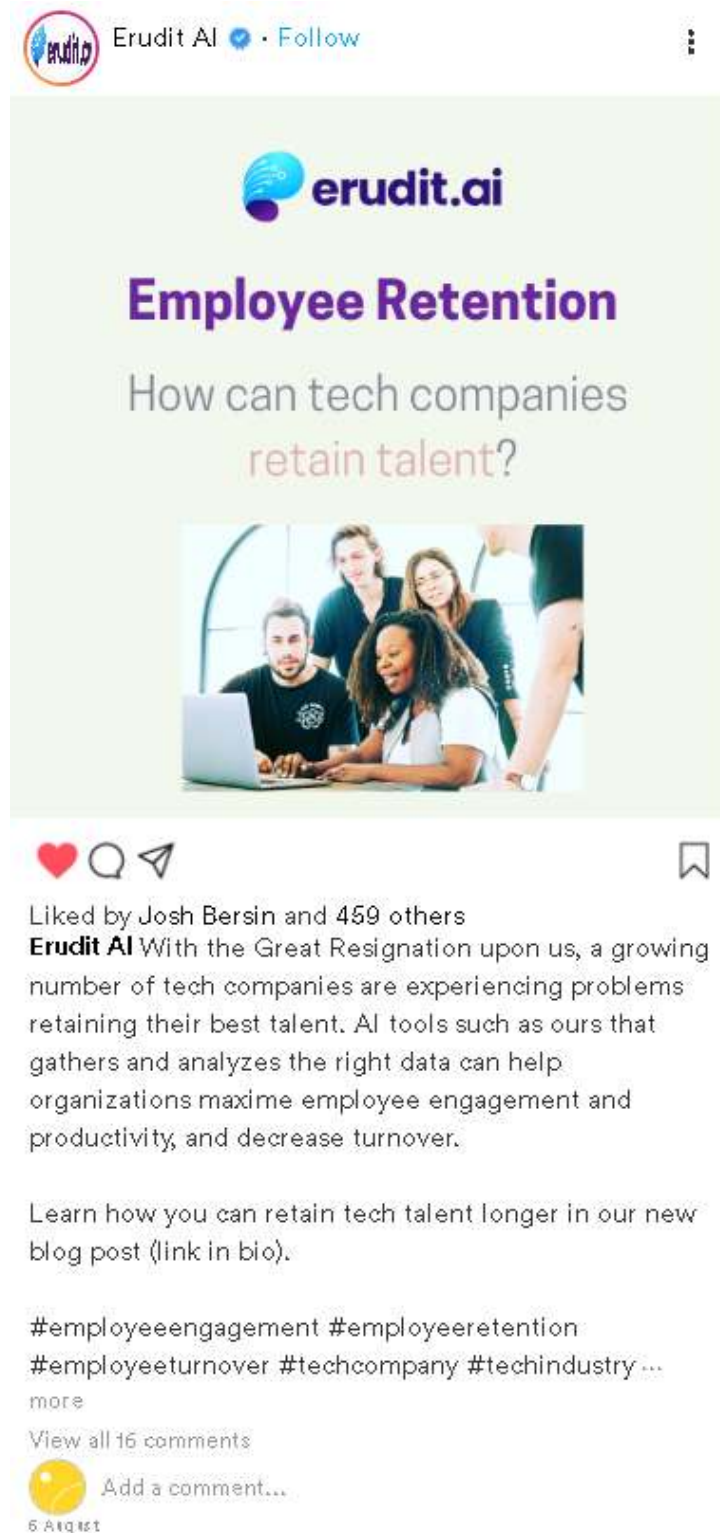 erudit.ai
Erudit AI · Follow
erudit.ai
Employee Retention
How can tech companies
retain talent?
Liked by Josh Bersin and 459 others
Erudit AI With the Great Resignation upon us, a growing
number of tech companies are experiencing problems
retaining their best talent. AI tools such as ours that
gathers and analyzes the right data can help
organizations maxime employee engagement and
productivity, and decrease turnover.
Learn how you can retain tech talent longer in our new
blog post (link in bio).
#employeeengagement #employeeretention
#employeeturnover #techcompany #techindustry ...
more
View all 16 comments
Add a comment...
6 August